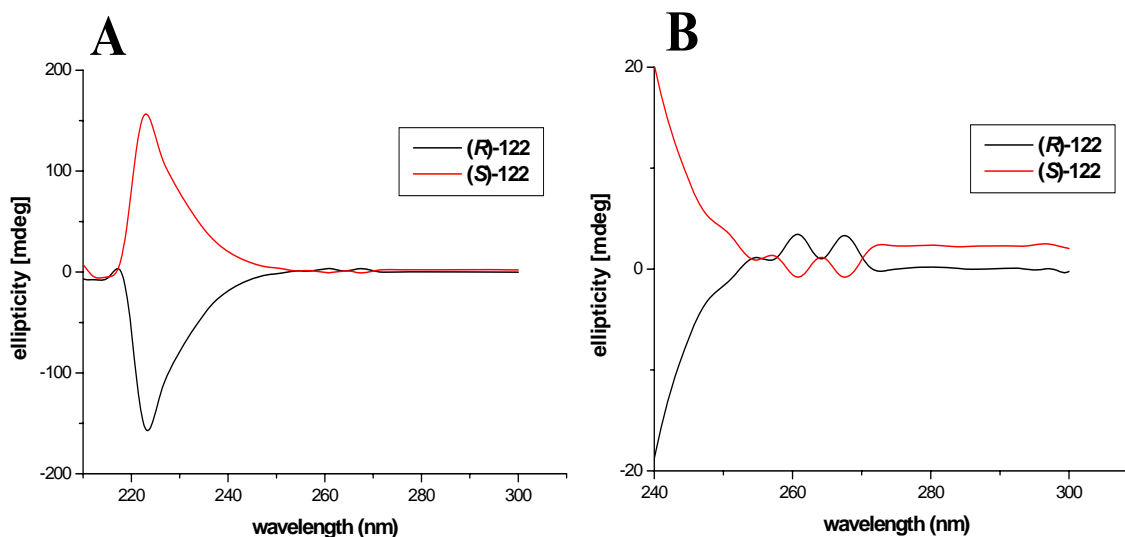 A
200
100
0
-100
-200
220
240
260
280
300
ellipticity [mdeg]
wavelength (nm)
(R)-122
(S)-122
B
20
0
-20
240
260
280
300
ellipticity [mdeg]
wavelength (nm)
(R)-122
(S)-122